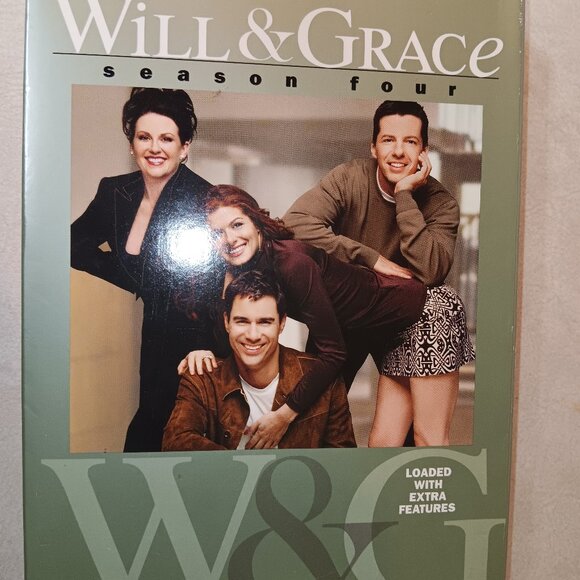 WiLL & GRACe
season four
LOADED
WITH
EXTRA
FEATURES
W&G